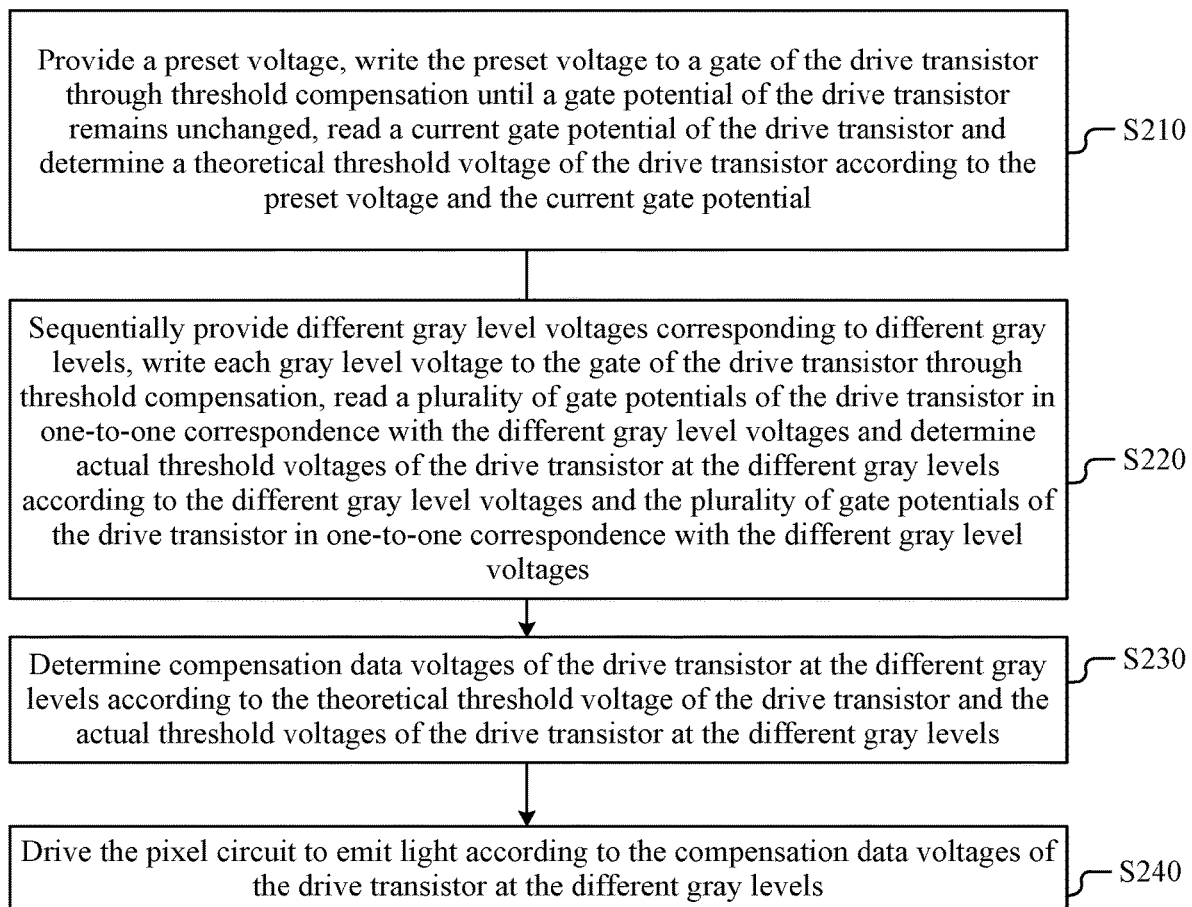 Provide a preset voltage, write the preset voltage to a gate of the drive transistor
through threshold compensation until a gate potential of the drive transistor
remains unchanged, read a current gate potential of the drive transistor and
determine a theoretical threshold voltage of the drive transistor according to the
preset voltage and the current gate potential
S210
Sequentially provide different gray level voltages corresponding to different gray
levels, write each gray level voltage to the gate of the drive transistor through
threshold compensation, read a plurality of gate potentials of the drive transistor in
one-to-one correspondence with the different gray level voltages and determine
actual threshold voltages of the drive transistor at the different gray levels
according to the different gray level voltages and the plurality of gate potentials of
the drive transistor in one-to-one correspondence with the different gray level
voltages
S220
Determine compensation data voltages of the drive transistor at the different gray
levels according to the theoretical threshold voltage of the drive transistor and the
actual threshold voltages of the drive transistor at the different gray levels
S230
Drive the pixel circuit to emit light according to the compensation data voltages of
the drive transistor at the different gray levels
S240